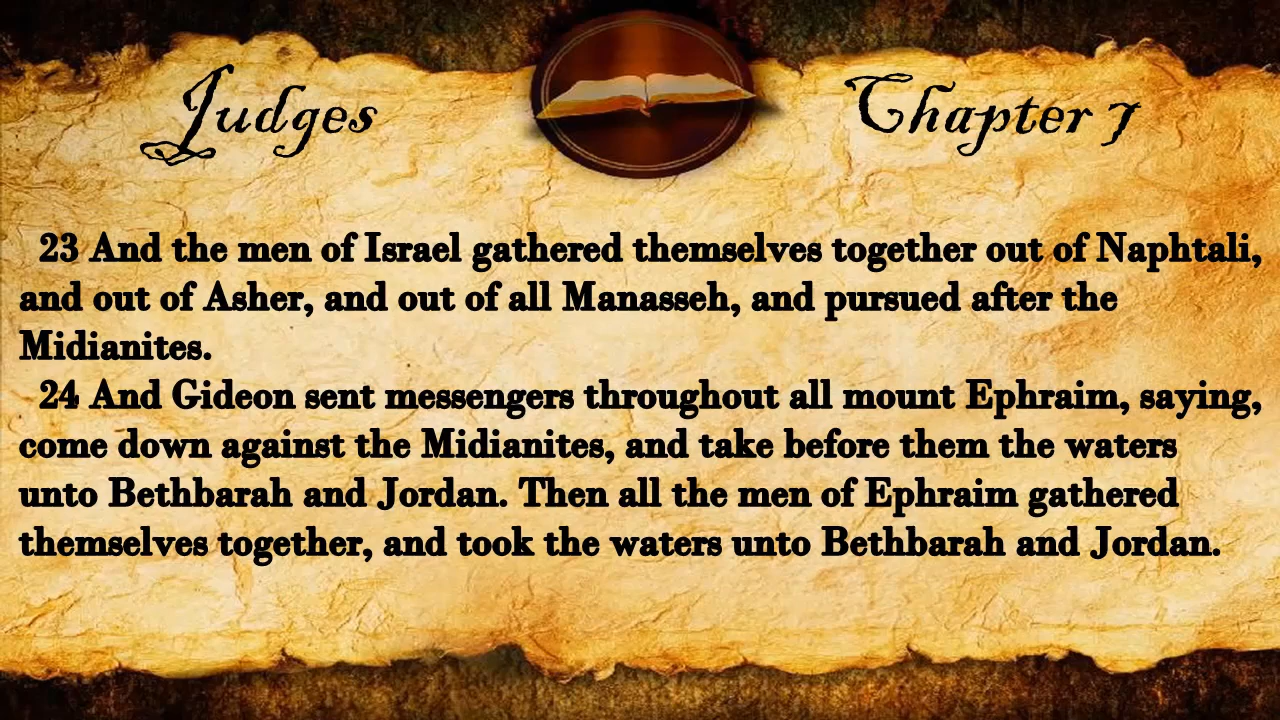 Judges
Chapter 7
23 And the men of Israel gathered themselves together out of Naphtali,
and out of Asher, and out of all Manasseh, and pursued after the
Midianites.
24 And Gideon sent messengers throughout all mount Ephraim, saying,
come down against the Midianites, and take before them the waters
unto Bethbarah and Jordan. Then all the men of Ephraim gathered
themselves together, and took the waters unto Bethbarah and Jordan.